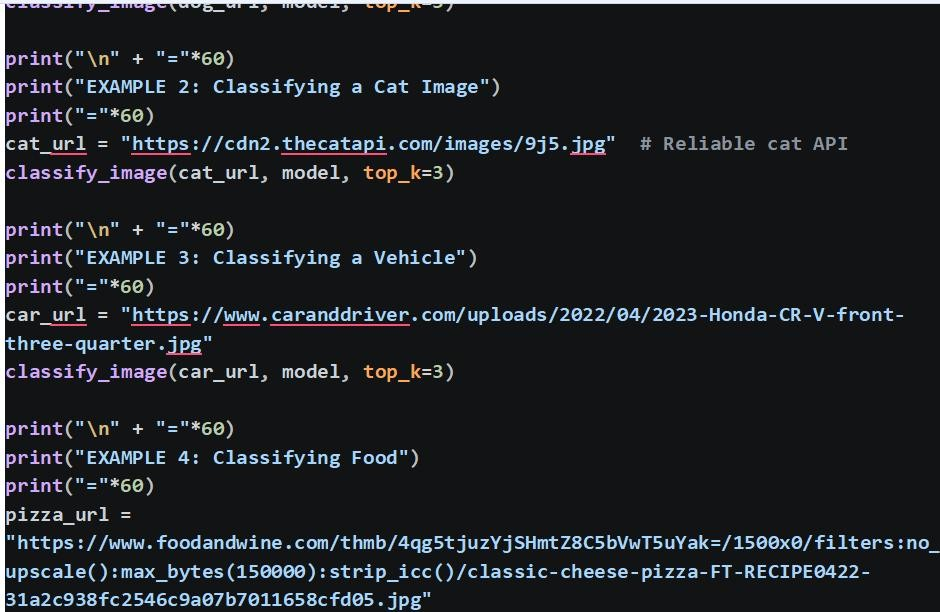 classify_image(dog_url, model, top_k=3)
print("\n" + "="*60)
print("EXAMPLE 2: Classifying a Cat Image")
print("="*60)
cat_url = "https://cdn2.thecatapi.com/images/9j5.jpg"  # Reliable cat API
classify_image(cat_url, model, top_k=3)
print("\n" + "="*60)
print("EXAMPLE 3: Classifying a Vehicle")
print("="*60)
car_url = "https://www.caranddriver.com/uploads/2022/04/2023-Honda-CR-V-front-
three-quarter.jpg"
classify_image(car_url, model, top_k=3)
print("\n" + "="*60)
print("EXAMPLE 4: Classifying Food")
print("="*60)
pizza_url =
"https://www.foodandwine.com/thmb/4qg5tjuzYjSHmtZ8C5bVwT5uYak=/1500x0/filters:no_
upscale():max_bytes(150000):strip_icc()/classic-cheese-pizza-FT-RECIPE0422-
31a2c938fc2546c9a07b7011658cfd05.jpg"